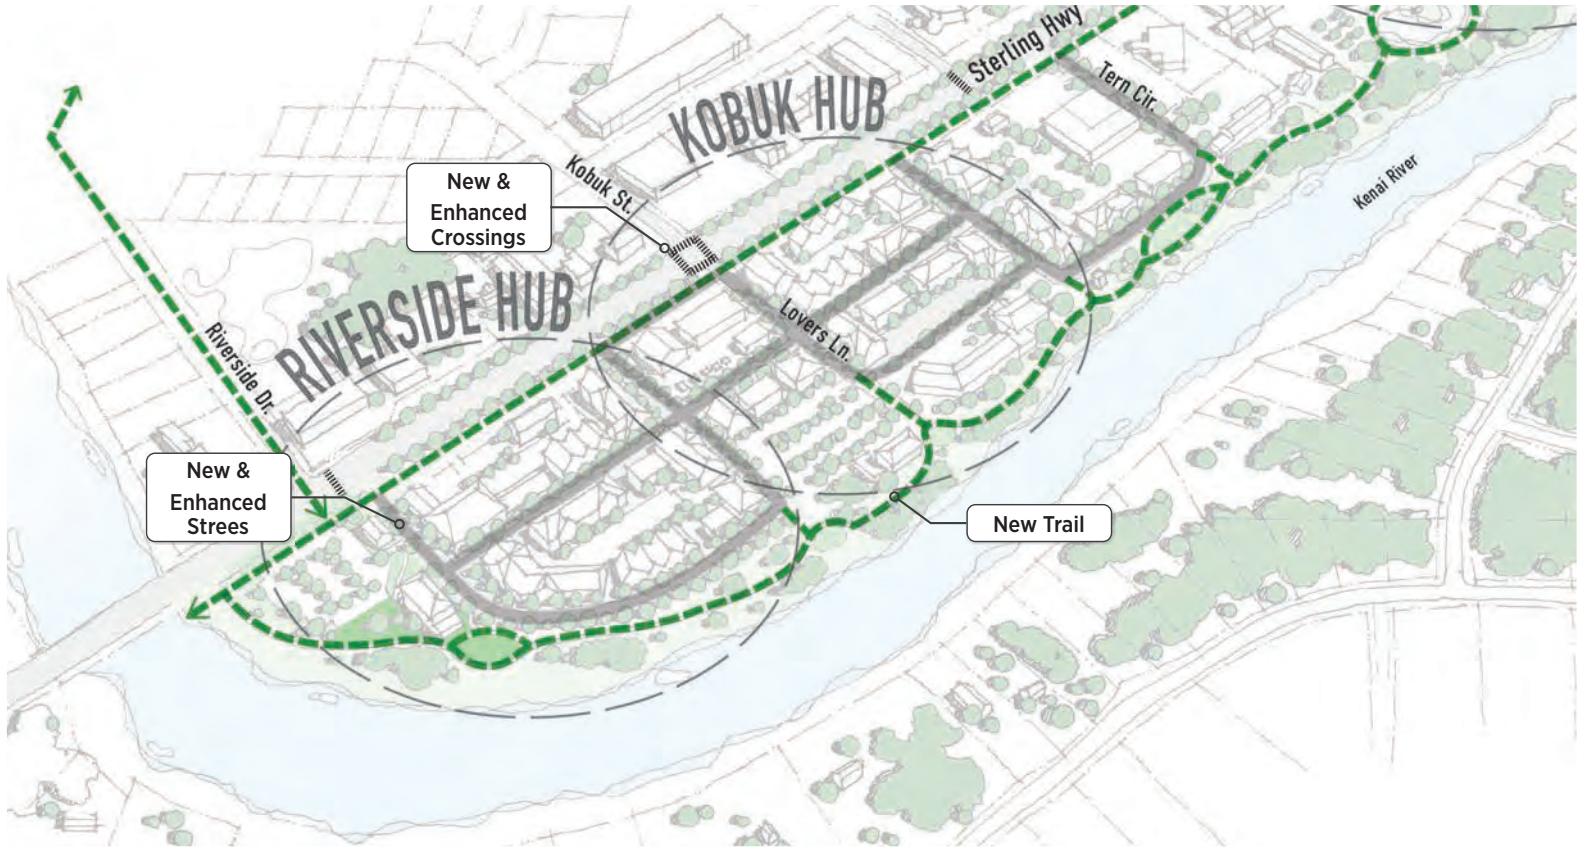 Sterling Hwy
Tern Cir.
KOBUK HUB
Kobuk St.
New &
Enhanced
Crossings
Kenai River
RIVERSIDE HUB
Riverside Dr.
Lovers Ln.
New &
Enhanced
Strees
New Trail